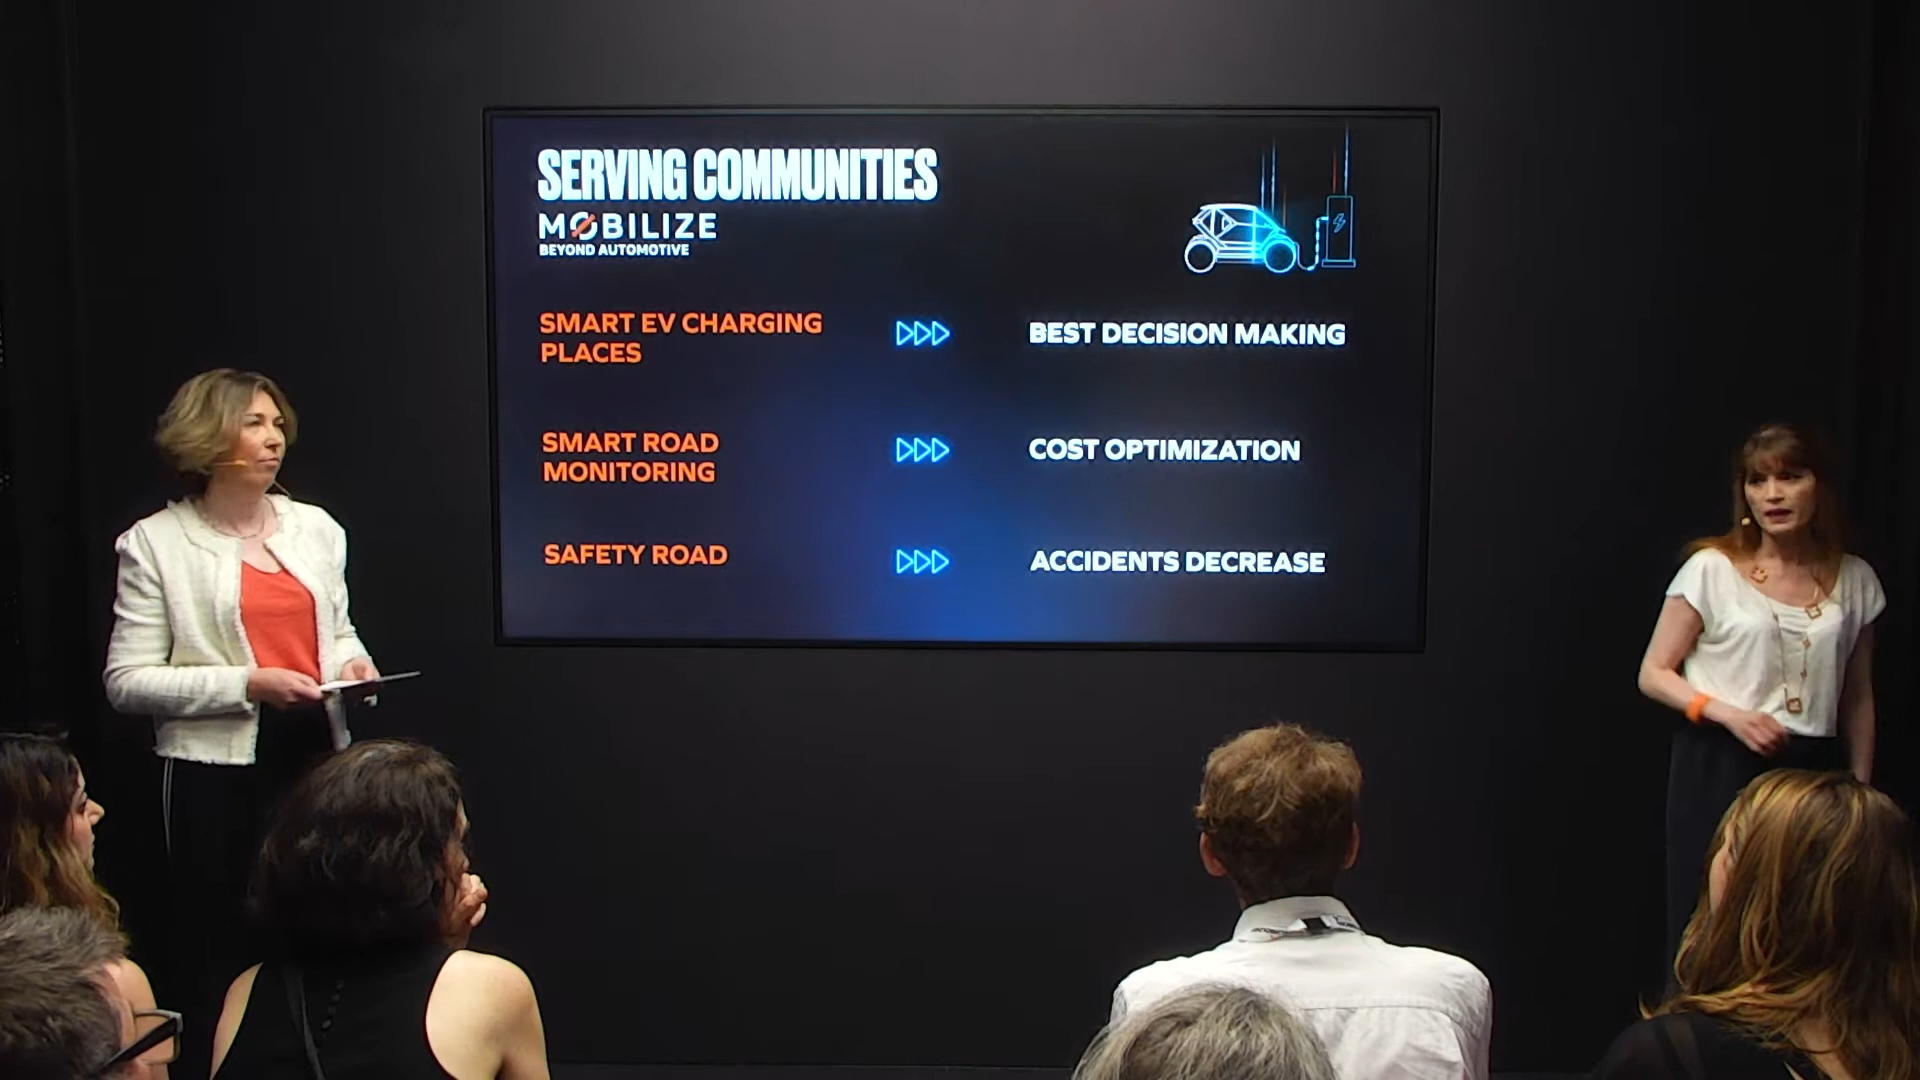 SERVING COMMUNITIES
MOBILIZE
BEYOND AUTOMOTIVE
SMART EV CHARGING
PLACES
BEST DECISION MAKING
SMART ROAD
MONITORING
COST OPTIMIZATION
SAFETY ROAD
ACCIDENTS DECREASE